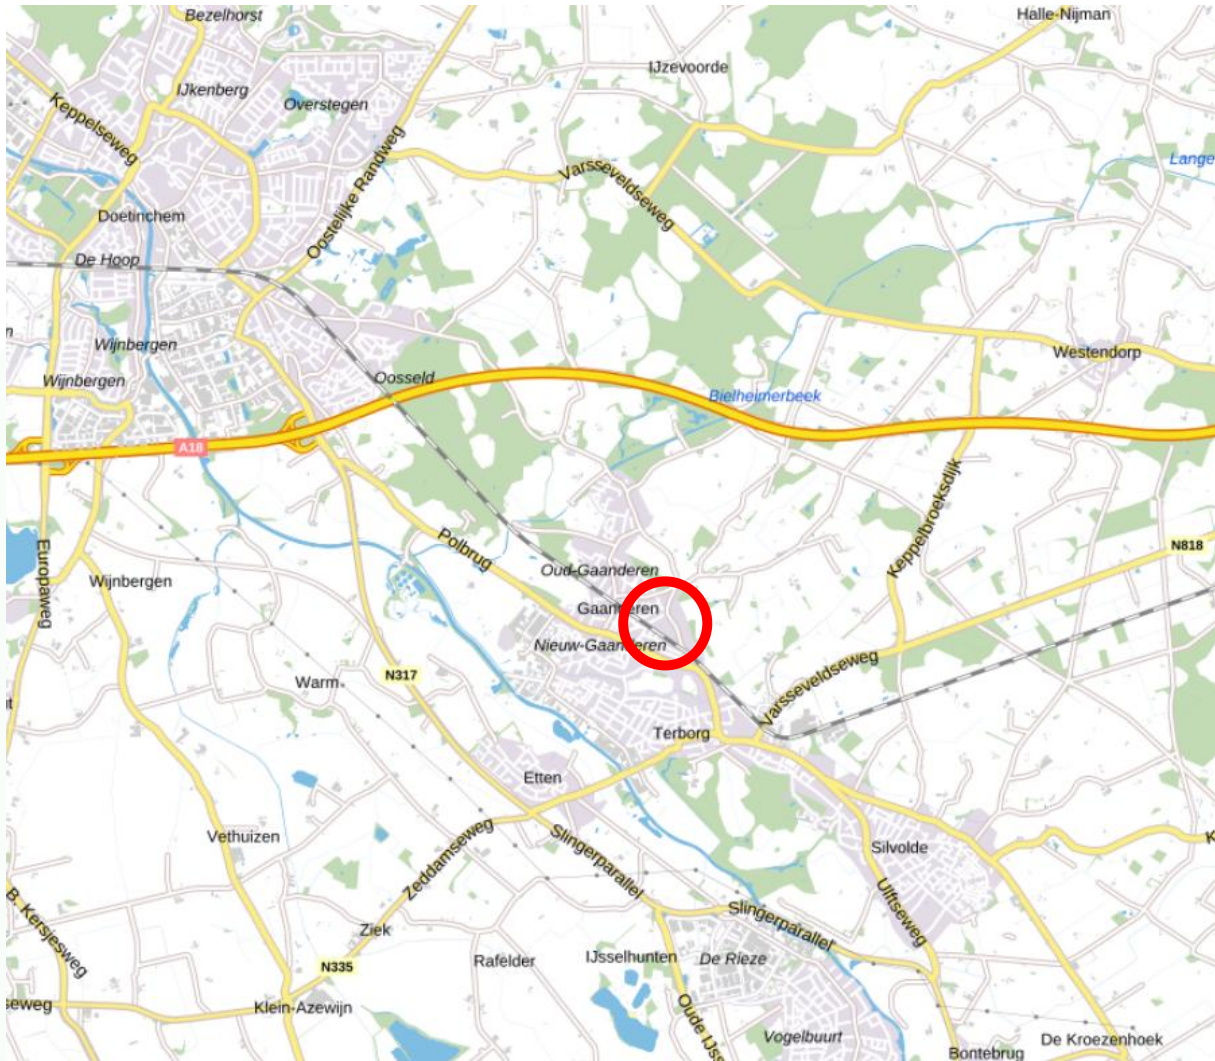 Bezelhorst
Halle-Nijman
IJzevoorde
IJkenberg
Overstegen
Keppelseweg
Varsseveldseweg
Lange
Oostelijke Randweg
Doetinchem
De Hoop
Wijnbergen
Westendorp
Wijnbergen
Oosseld
Bielheimerbeek
A18
Keppelbroeksdijk
Polbrug
N818
Europaweg
Wijnbergen
Oud-Gaanderen
Gaanderen
Nieuw-Gaanderen
Varsseveldseweg
N317
Warm
Terborg
Etten
Vethuizen
Zeddamseweg
Slingerparallel
Silvolde
B. Kersjesweg
Ulftseweg
Slingerparallel
Ziek
Rafelder
IJsselhunten
De Rieze
N335
seweg
Klein-Azewijn
Oude IJss
Vogelbuurt
De Kroezenhoek
Bontebrug